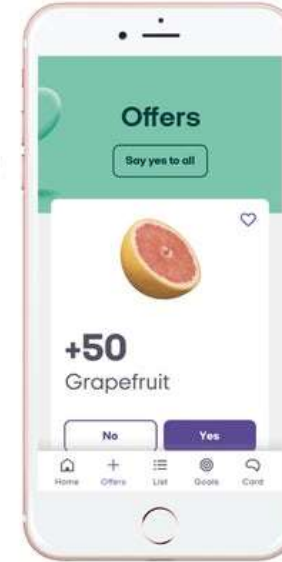 Offers
Say yes to all
+50
Grapefruit
No Yes
Home Offers List Goals Card